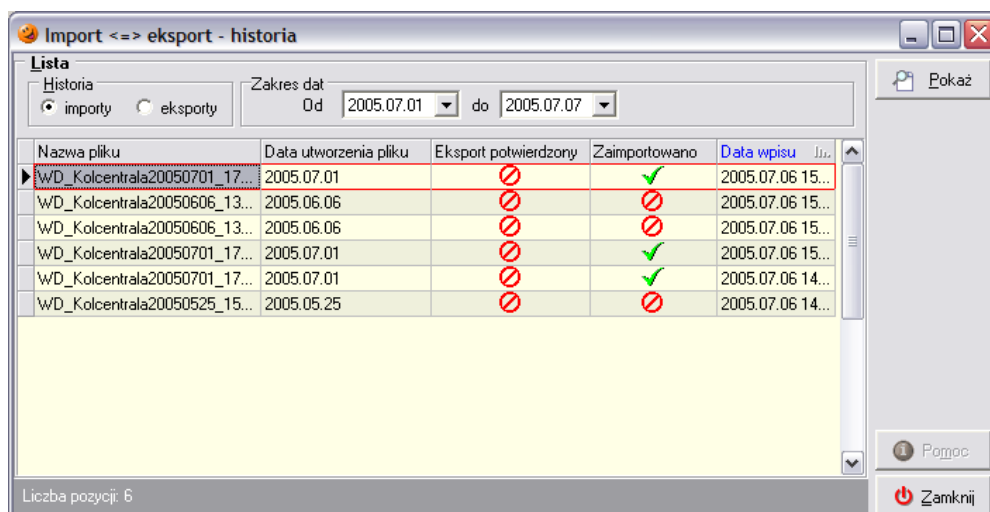 Import <=> eksport - historia
Lista
Historia
importy eksporty
Zakres dat
Od 2005.07.01 do 2005.07.07
Pokaż
Nazwa pliku Data utworzenia pliku Eksport potwierdzony Zaimportowano Data wpisu
WD_Kolcentrala20050701_17... 2005.07.01 2005.07.06 15...
WD_Kolcentrala20050606_13... 2005.06.06 2005.07.06 15...
WD_Kolcentrala20050606_13... 2005.06.06 2005.07.06 15...
WD_Kolcentrala20050701_17... 2005.07.01 2005.07.06 15...
WD_Kolcentrala20050701_17... 2005.07.01 2005.07.06 14...
WD_Kolcentrala20050525_15... 2005.05.25 2005.07.06 14...
Pomoc
Liczba pozycji: 6
Zamknij